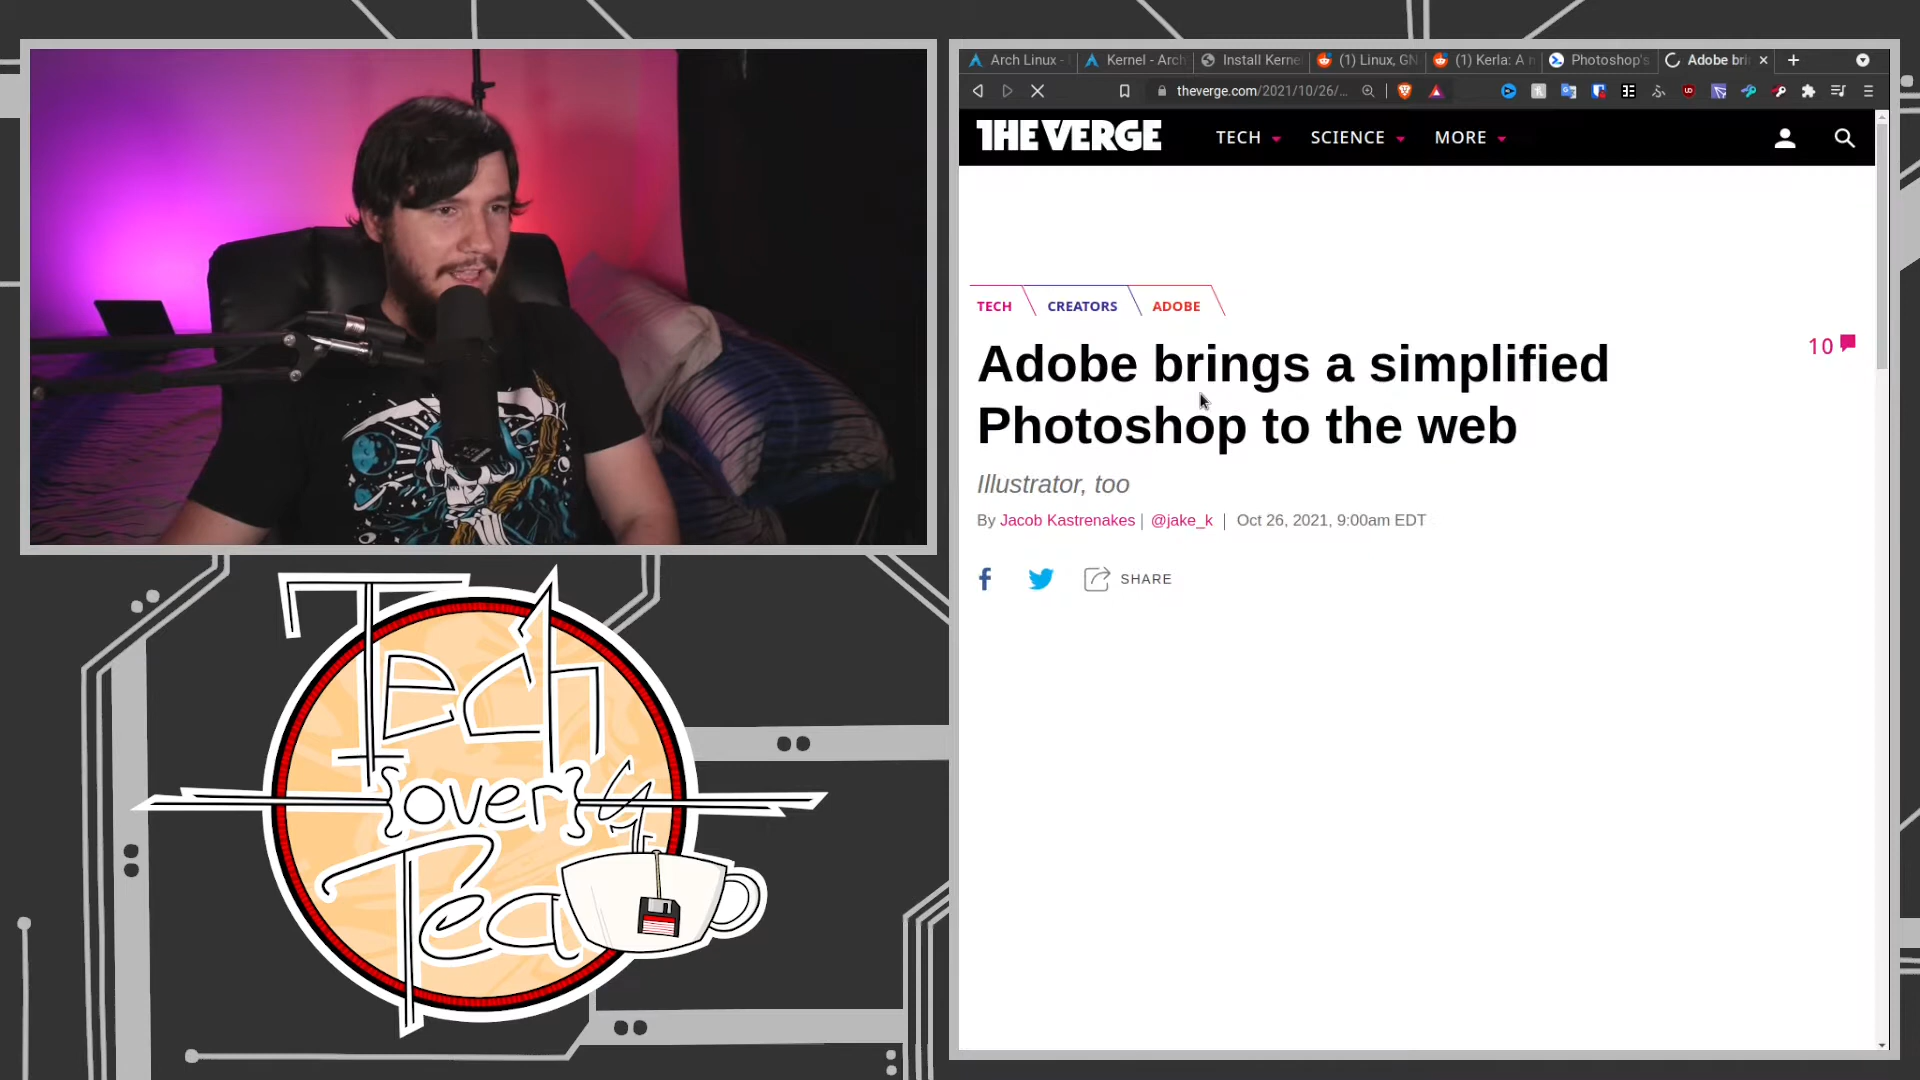 Arch Linux -
Kernel - Arch
Install Kerne
(1) Linux, GN
(1) Kerla: A n
Photoshop's
Adobe bri
theverge.com/2021/10/26/...
THE VERGE
TECH
SCIENCE
MORE
TECH
CREATORS
ADOBE
Adobe brings a simplified
Photoshop to the web
10
Illustrator, too
By Jacob Kastrenakes | @jake_k | Oct 26, 2021, 9:00am EDT
SHARE
Tech
{over}
Tea